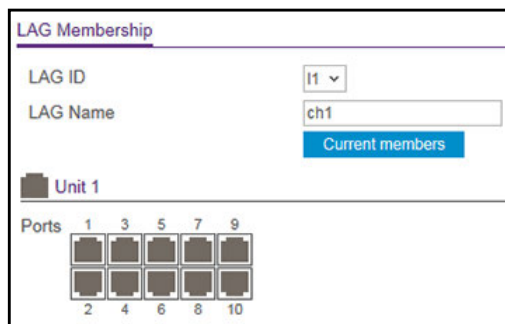 LAG Membership
LAG ID
l1
LAG Name
ch1
Current members
Unit 1
Ports 1 3 5 7 9
2 4 6 8 10